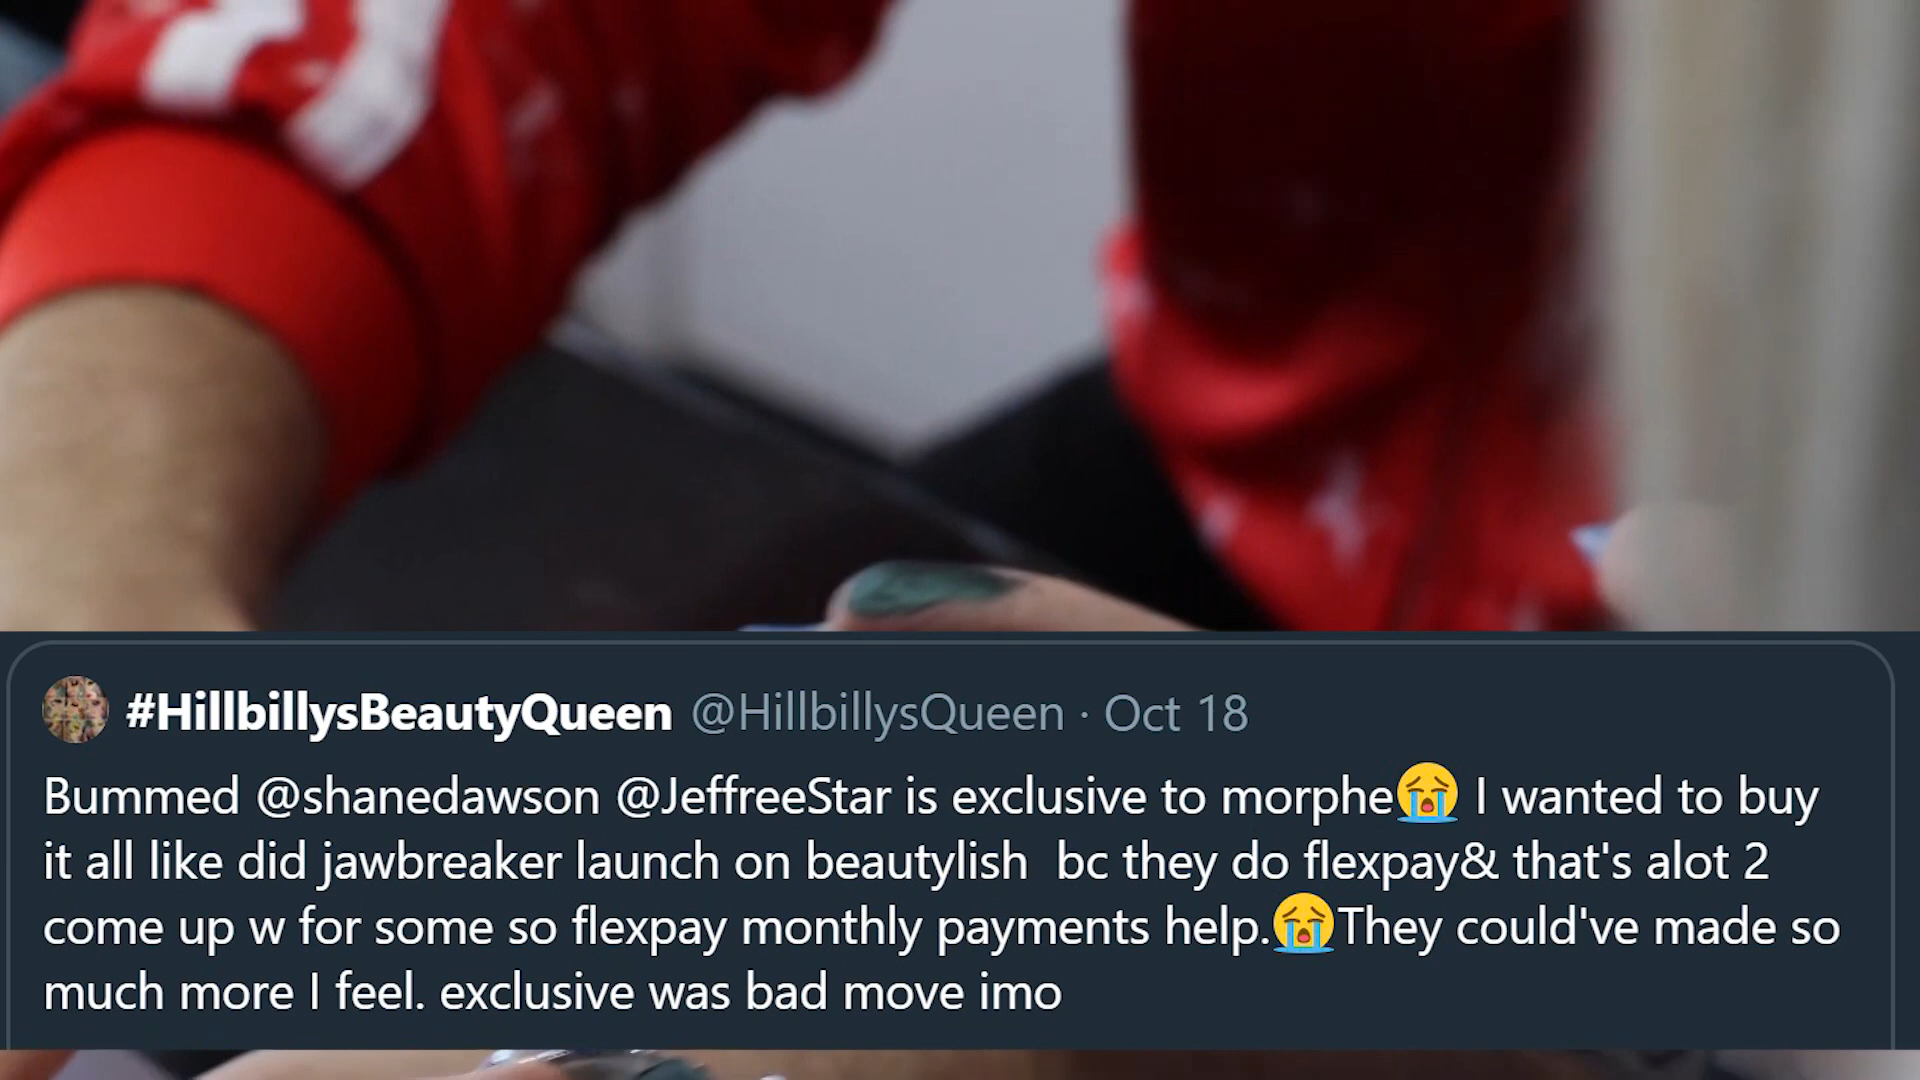 #HillbillysBeautyQueen @HillbillysQueen · Oct 18
Bummed @shanedawson @JeffreeStar is exclusive to morphe😭 I wanted to buy
it all like did jawbreaker launch on beautylish  bc they do flexpay& that's alot 2
come up w for some so flexpay monthly payments help.😭They could've made so
much more I feel. exclusive was bad move imo